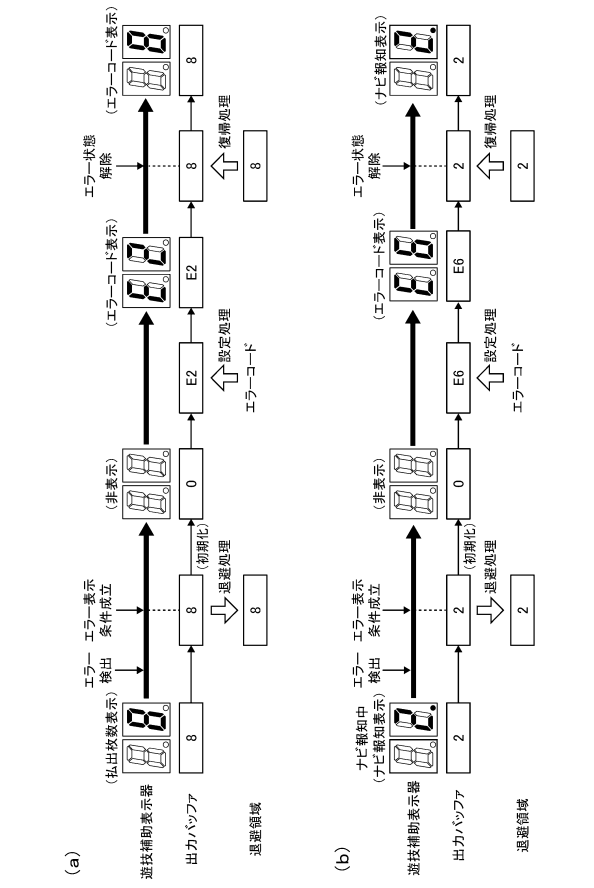 (a)
(払出枚数表示)
エラー
検出
エラー表示
条件成立
(非表示)
(エラーコード表示)
エラー状態
解除
(エラーコード表示)
遊技補助表示器
出力バッファ
8
8
(初期化)
0
E2
E2
8
8
退避処理
設定処理
復帰処理
退避領域
8
エラーコード
8
(b)
ナビ報知中
(ナビ報知表示)
エラー
検出
エラー表示
条件成立
(非表示)
(エラーコード表示)
エラー状態
解除
(ナビ報知表示)
遊技補助表示器
出力バッファ
2
2
(初期化)
0
E6
E6
2
2
退避処理
設定処理
復帰処理
退避領域
2
エラーコード
2